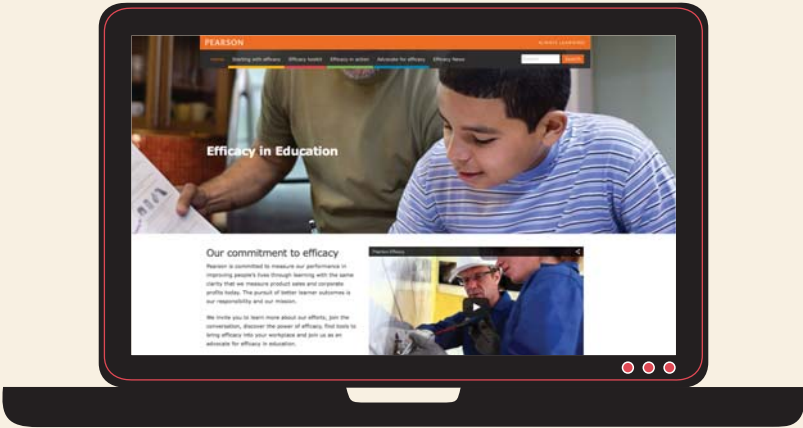 PEARSON
ALWAYS LEARNING
Home Starting with efficacy Efficacy toolkit Efficacy in action Advocate for efficacy Efficacy News Search
Efficacy in Education
Our commitment to efficacy
Pearson is committed to measure our performance in
improving people's lives through learning with the same
clarity that we measure product sales and corporate
profits today. The pursuit of better learner outcomes is
our responsibility and our mission.
We invite you to learn more about our efforts, join the
conversation, discover the power of efficacy, find tools to
bring efficacy into your workplace and join us as an
advocate for efficacy in education.
Pearson Efficacy